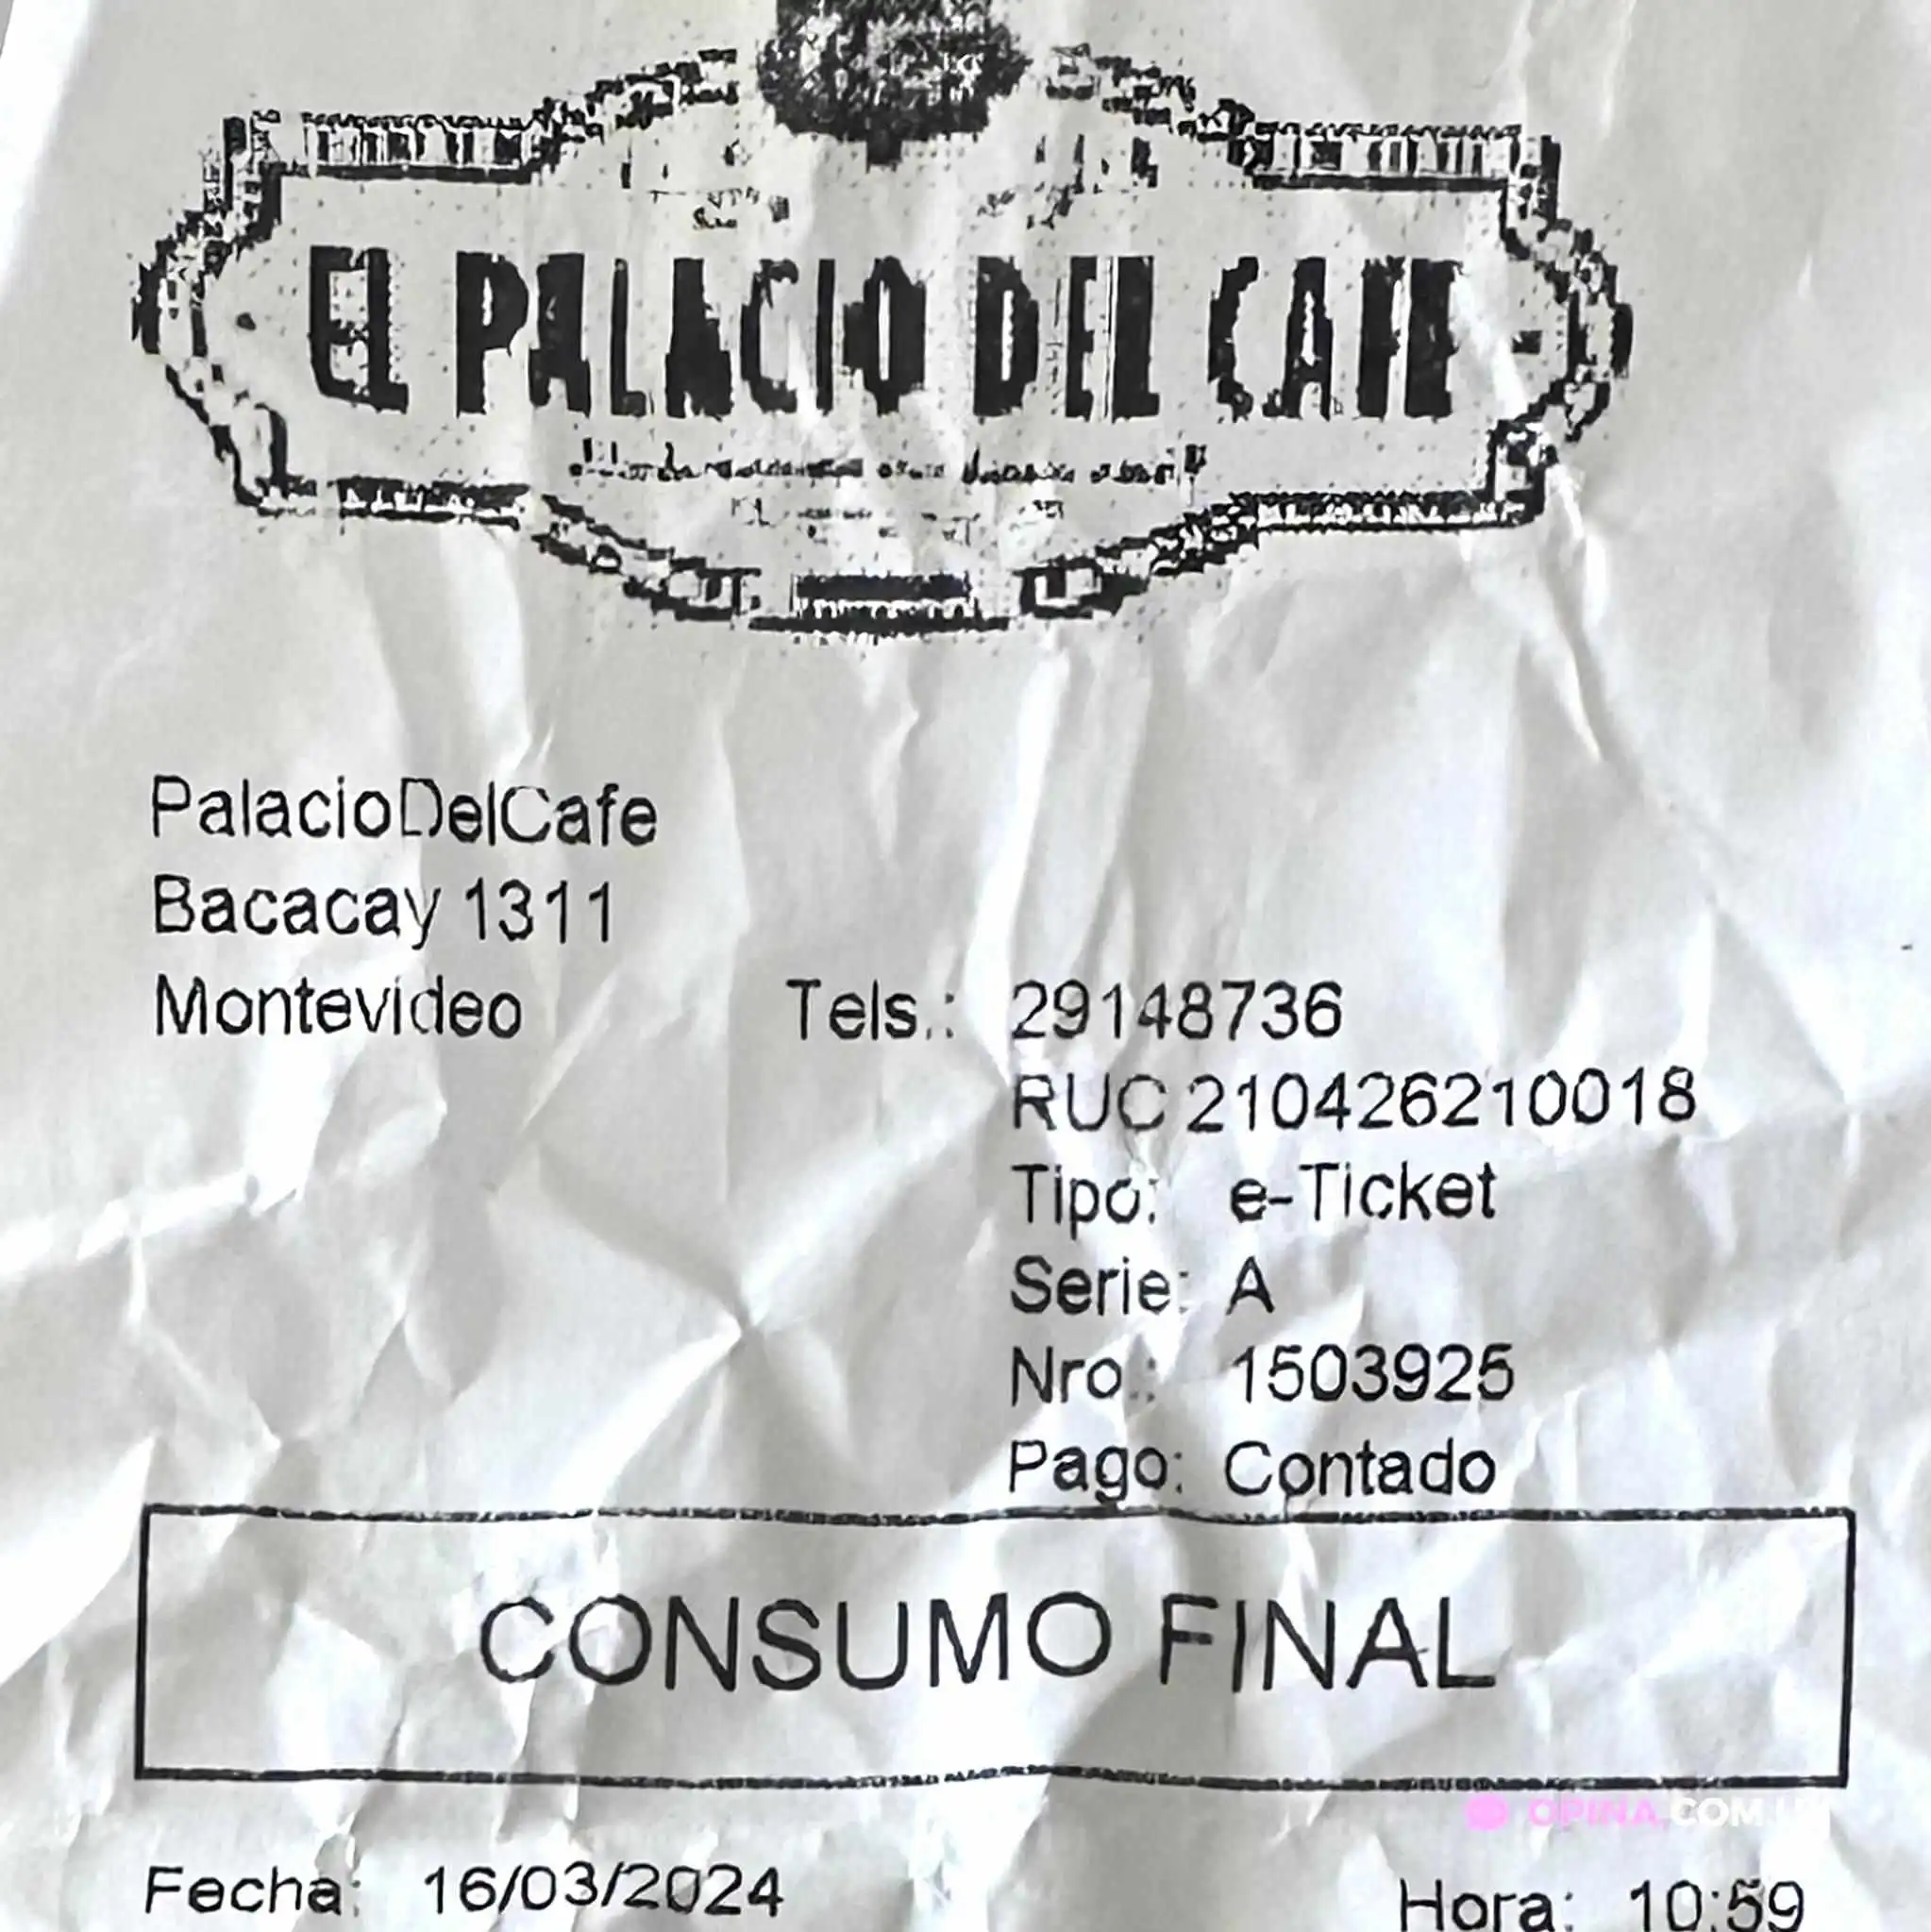 EL PALACIO DEL CAFE
PalacioDelCafe
Bacacay 1311
Montevideo Tels.: 29148736
RUC 210426210018
Tipo: e-Ticket
Serie: A
Nro.: 1503925
Pago: Contado
CONSUMO FINAL
OPINA.COM.UY
Fecha: 16/03/2024 Hora: 10:59